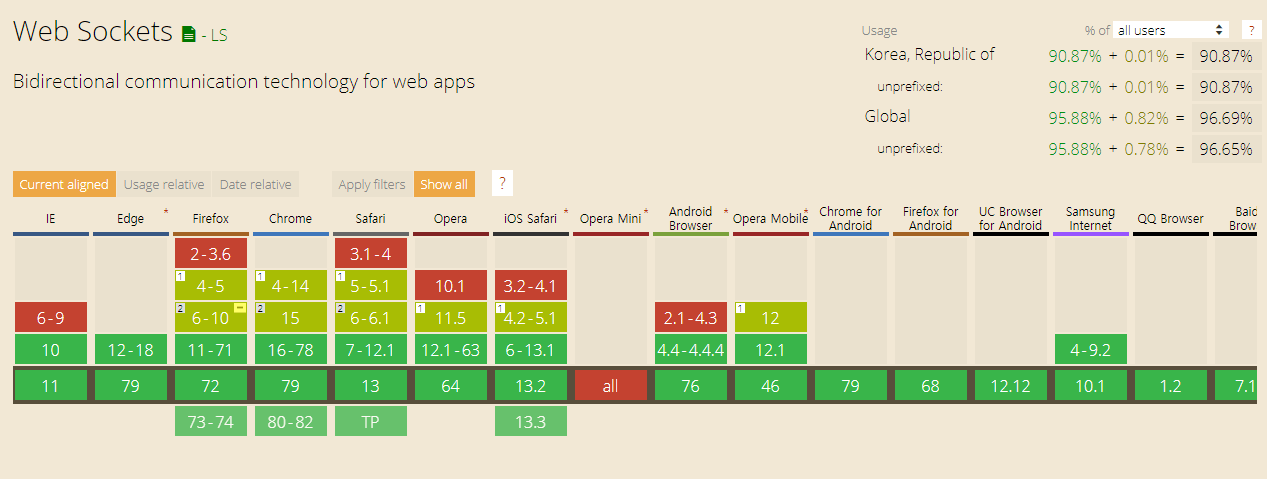 Web Sockets - LS
Usage % of all users ?
Korea, Republic of 90.87% + 0.01% = 90.87%
unprefixed: 90.87% + 0.01% = 90.87%
Bidirectional communication technology for web apps
Global 95.88% + 0.82% = 96.69%
unprefixed: 95.88% + 0.78% = 96.65%
Current aligned Usage relative Date relative Apply filters Show all ?
IE Edge * Firefox Chrome Safari Opera iOS Safari * Opera Mini * Android Browser * Opera Mobile * Chrome for Android Firefox for Android UC Browser for Android Samsung Internet QQ Browser Baid Brow
2-3.6 3.1-4
1 4-5 1 4-14 1 5-5.1 10.1 3.2-4.1
6-9 2 6-10 2 15 2 6-6.1 1 11.5 1 4.2-5.1 2.1-4.3 1 12
10 12-18 11-71 16-78 7-12.1 12.1-63 6-13.1 4.4-4.4.4 12.1 4-9.2
11 79 72 79 13 64 13.2 all 76 46 79 68 12.12 10.1 1.2 7.1
73-74 80-82 TP 13.3